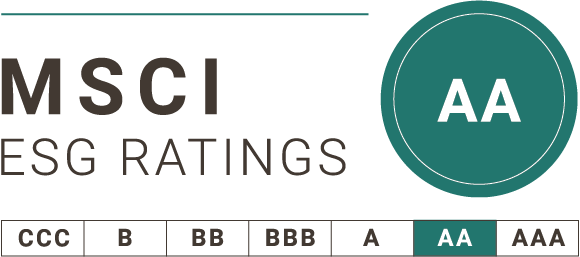 MSCI
ESG RATINGS
AA
CCC B BB BBB A AA AAA